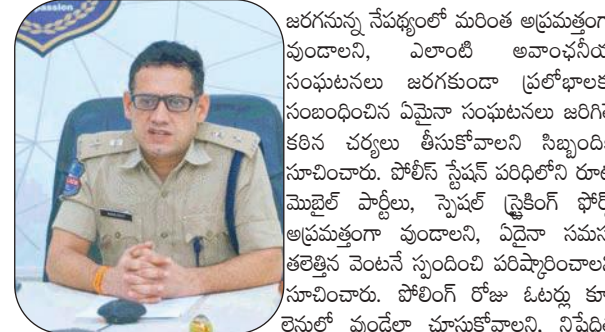 ssion
జరగనున్న నేపథ్యంలో మరింత అప్రమత్తంగా
వుండాలని, ఎలాంటి అవాంఛనీయ
సంఘటనలు జరగకుండా ప్రలోభాలకు
సంబంధించిన ఏమైనా సంఘటనలు జరిగితే
కఠిన చర్యలు తీసుకోవాలని సిబ్బందికి
సూచించారు. పోలీస్ స్టేషన్ పరిధిలోని రూట్
మొబైల్ పార్టీలు, స్పెషల్ స్ట్రైకింగ్ ఫోర్స్
అప్రమత్తంగా వుండాలని, ఏదైనా సమస్య
తలెత్తిన వెంటనే స్పందించి పరిష్కారించాలని
సూచించారు. పోలింగ్ రోజు ఓటర్లు కూ
లైనులో వుండేలా చూసుకోవాలని, నిషేధిత